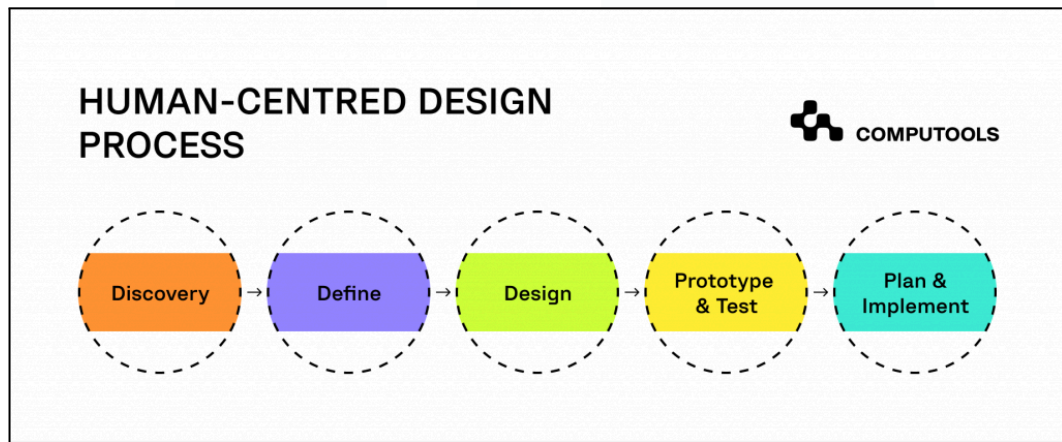 HUMAN-CENTRED DESIGN
PROCESS
COMPUTOOLS
Discovery
Define
Design
Prototype
& Test
Plan &
Implement